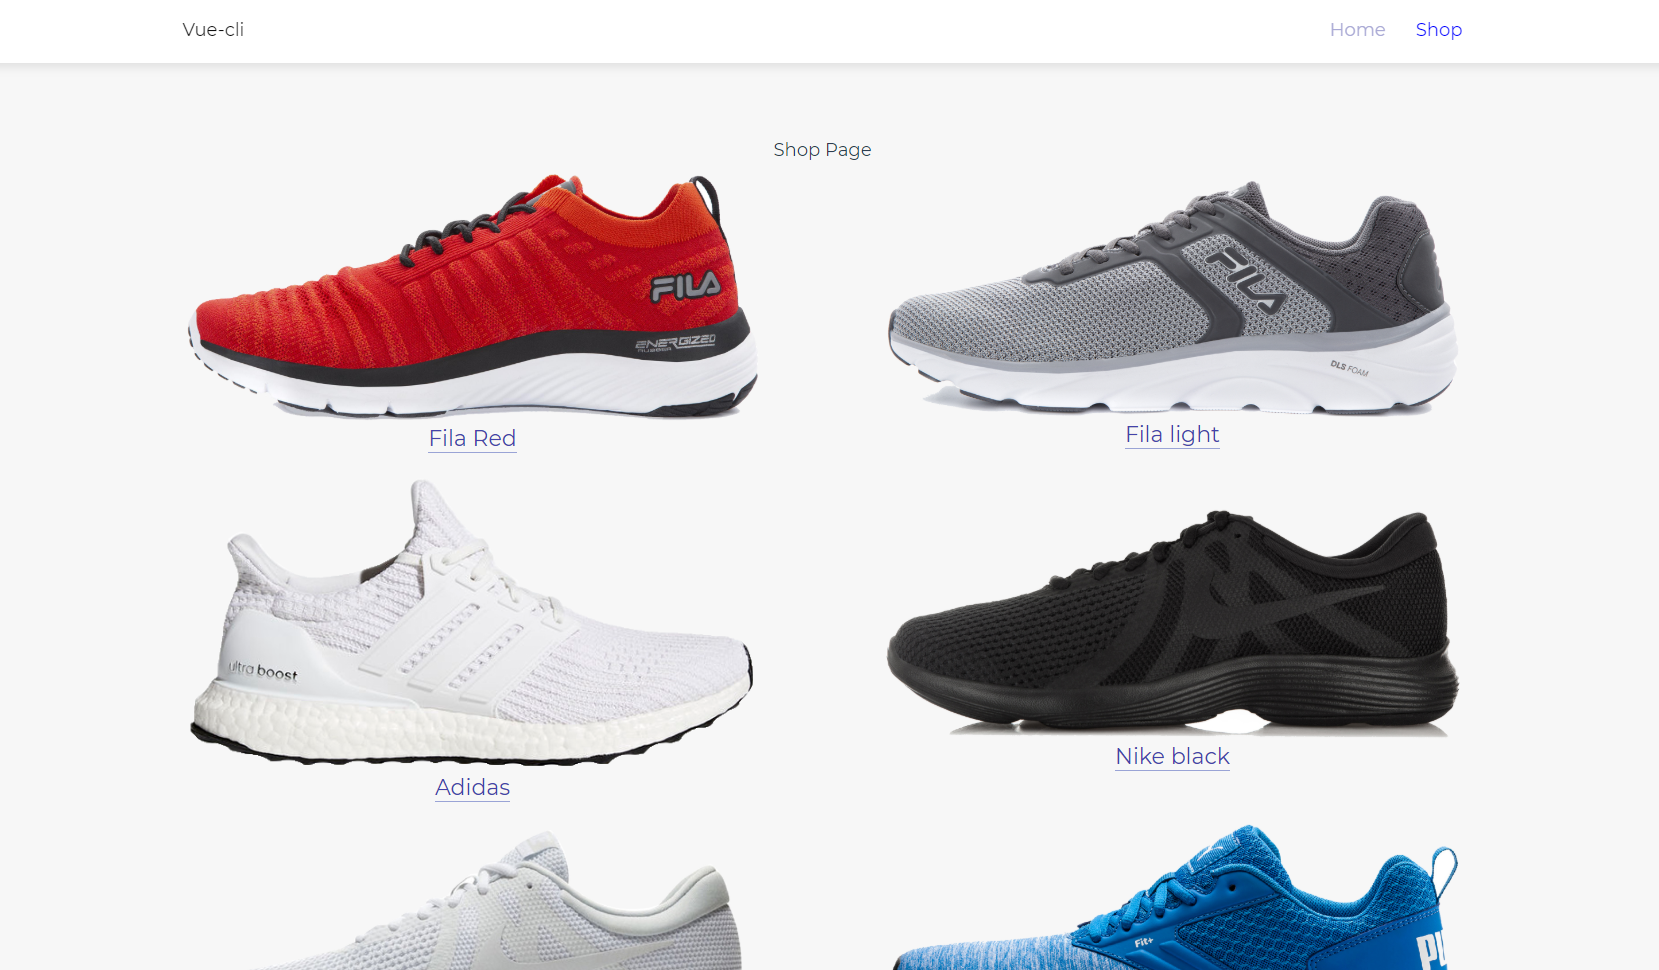 Vue-cli
Home
Shop
Shop Page
FILA
ENERGIZED
RUBBER
FILA
DLS FOAM
Fila Red
Fila light
ultra boost
Adidas
Nike black
Fit+